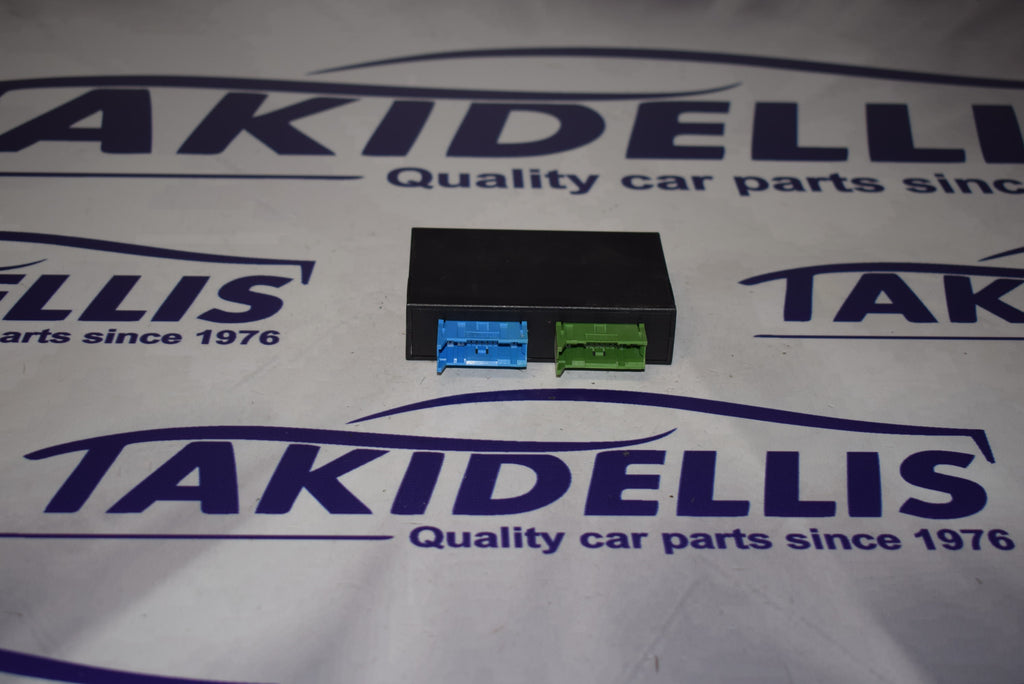 AKIDELLI
Quality car parts sinc
ELLIS
arts since 1976
TAK
TAKIDELLIS
Quality car parts since 1976